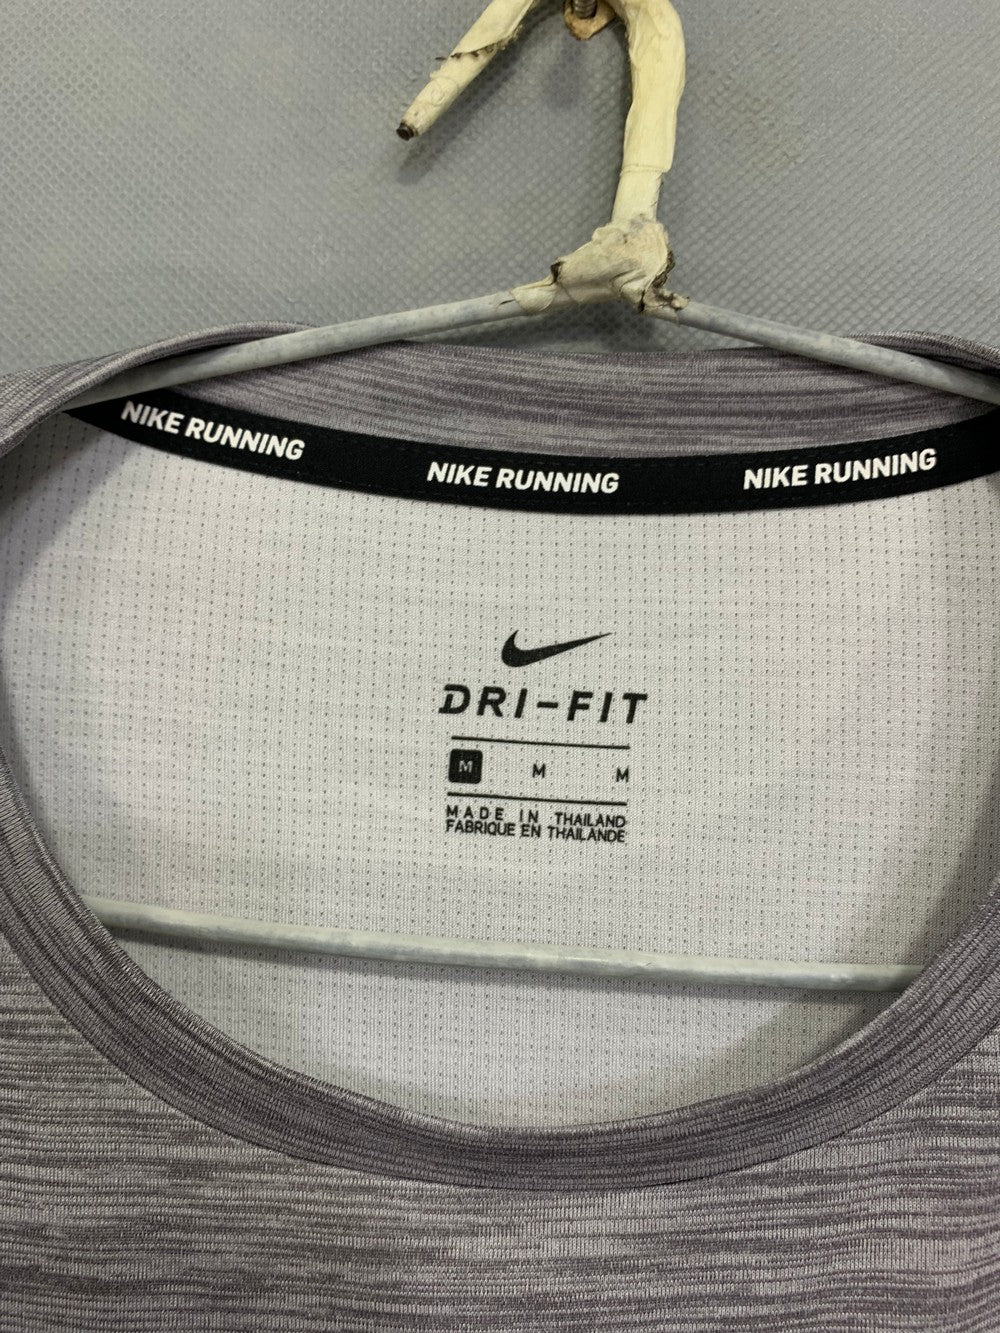 NIKE RUNNING NIKE RUNNING NIKE RUNNING
DRI-FIT
M M M
MADE IN THAILAND
FABRIQUE EN THAILANDE